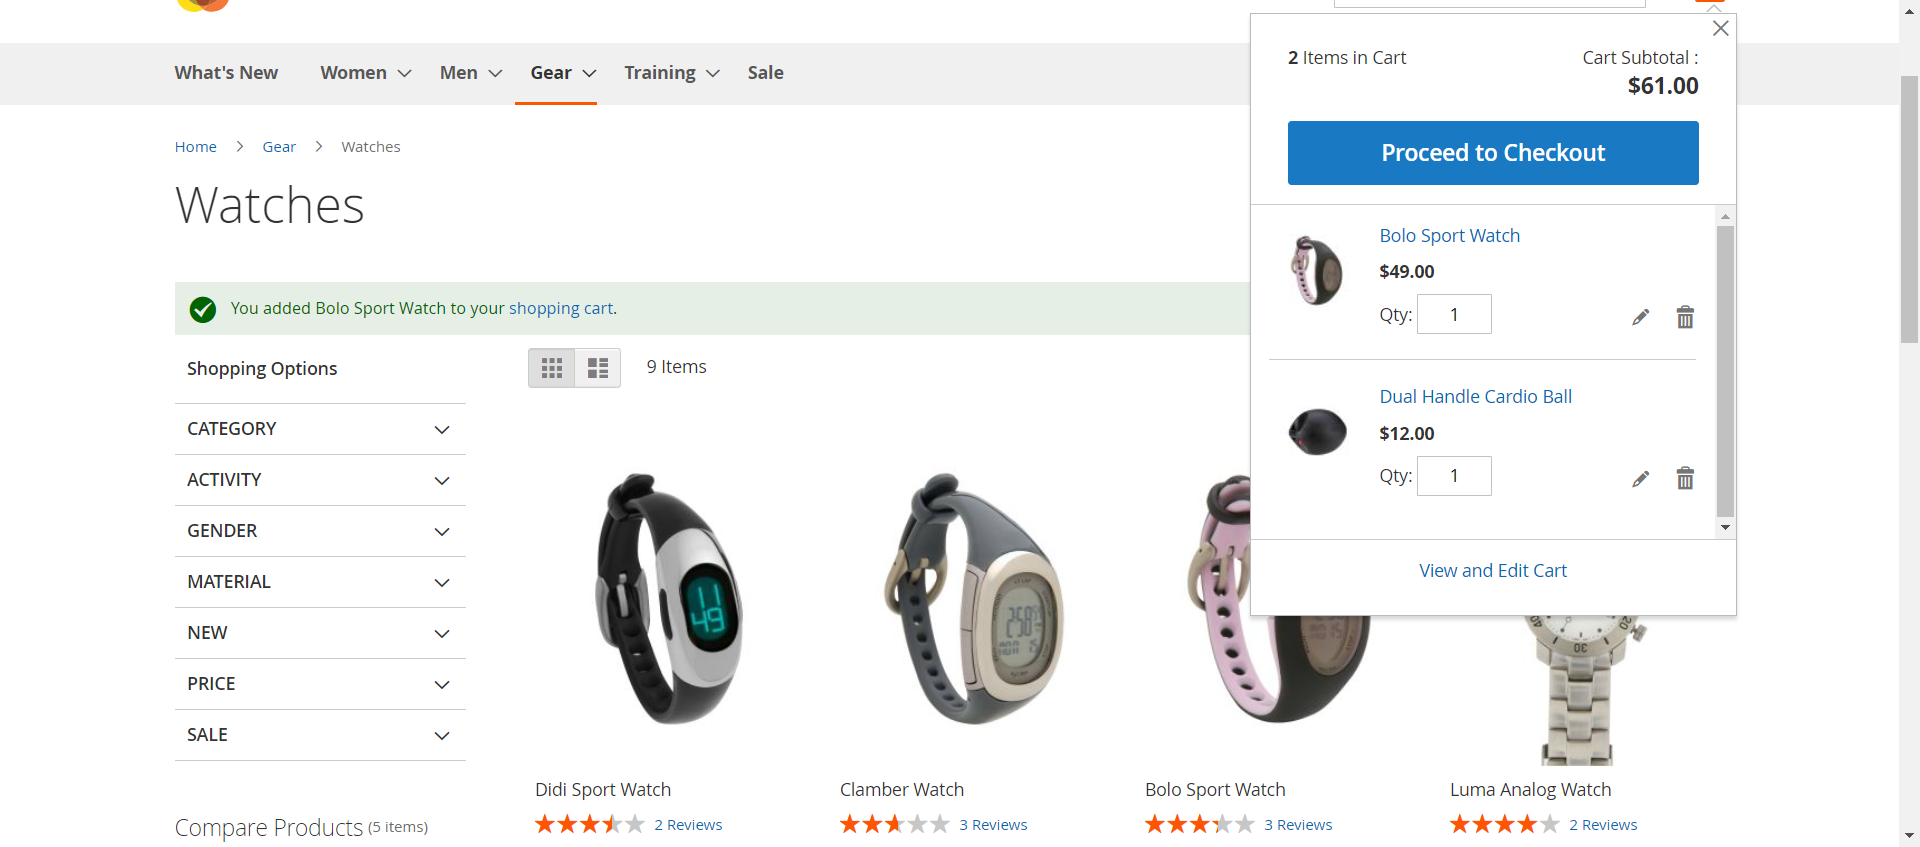 What's New
Women
Men
Gear
Training
Sale
2 Items in Cart
Cart Subtotal :
$61.00
Proceed to Checkout
Bolo Sport Watch
$49.00
Qty: 1
Dual Handle Cardio Ball
$12.00
Qty: 1
View and Edit Cart
Home > Gear > Watches
Watches
You added Bolo Sport Watch to your shopping cart.
Shopping Options
CATEGORY
ACTIVITY
GENDER
MATERIAL
NEW
PRICE
SALE
Compare Products (5 items)
9 Items
11
49
Didi Sport Watch
2 Reviews
Clamber Watch
3 Reviews
Bolo Sport Watch
3 Reviews
Luma Analog Watch
2 Reviews